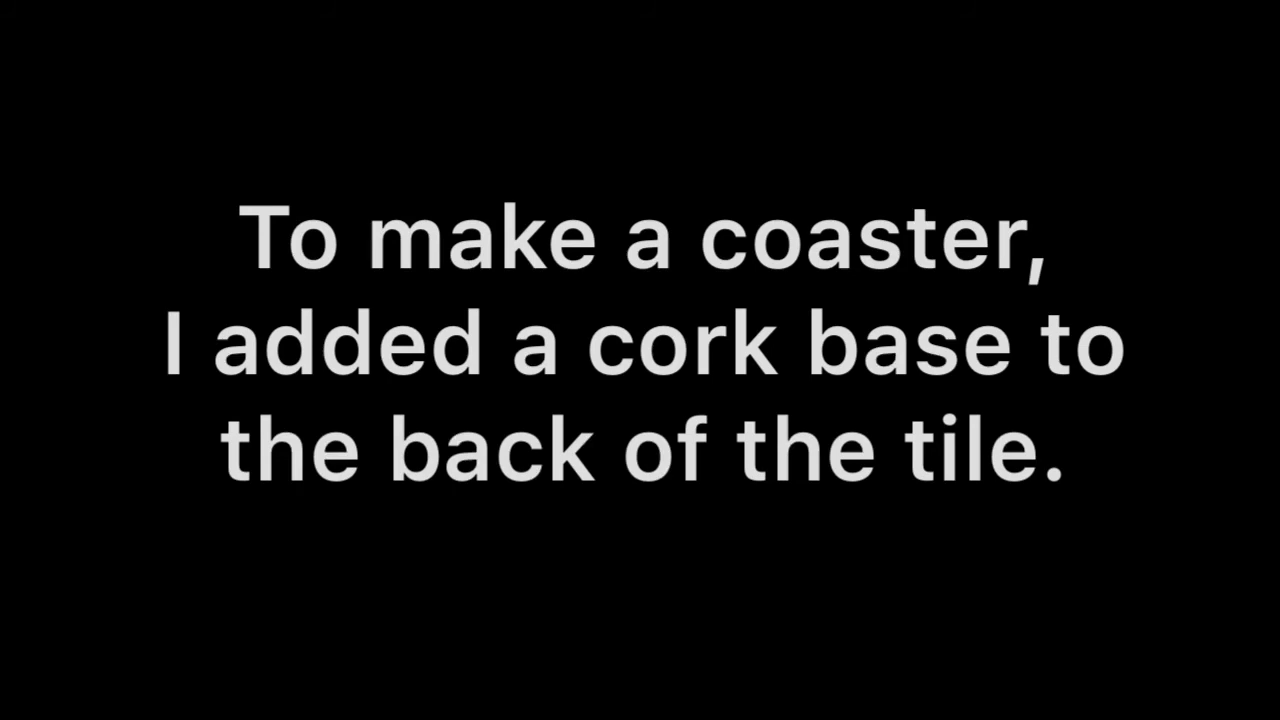 To make a coaster,
I added a cork base to
the back of the tile.